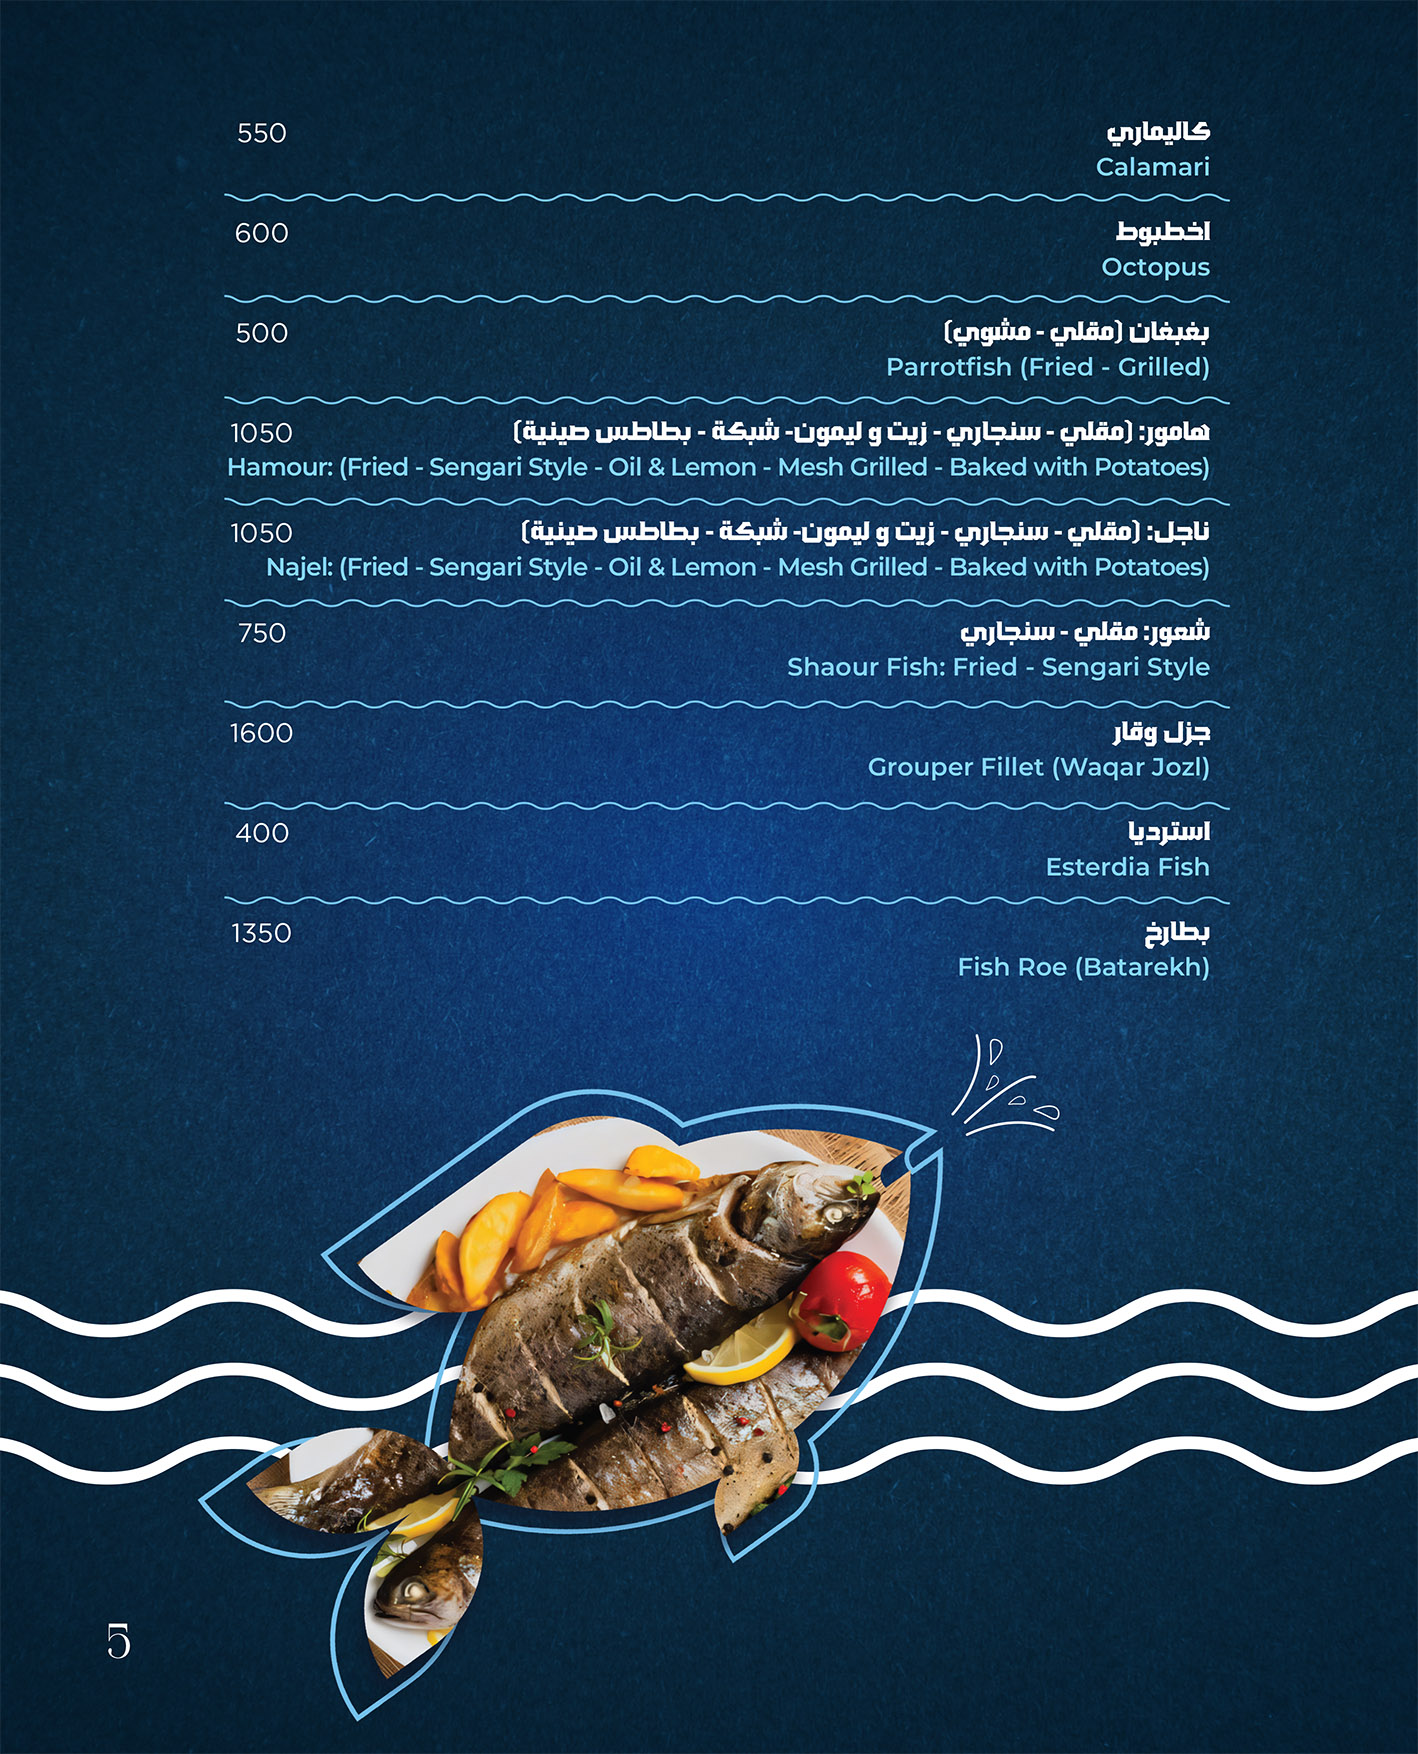 كاليماري
550
Calamari
اخطبوط
600
Octopus
بغبغان (مقلي - مشوي)
500
Parrotfish (Fried - Grilled)
هامور: (مقلي - سنجاري - زيت و ليمون- شبكة - بطاطس صينية)
1050
Hamour: (Fried - Sengari Style - Oil & Lemon - Mesh Grilled - Baked with Potatoes)
ناجل: (مقلي - سنجاري - زيت و ليمون- شبكة - بطاطس صينية)
1050
Najel: (Fried - Sengari Style - Oil & Lemon - Mesh Grilled - Baked with Potatoes)
شعور: مقلي - سنجاري
750
Shaour Fish: Fried - Sengari Style
جزل وقار
1600
Grouper Fillet (Waqar Jozl)
استرديا
400
Esterdia Fish
بطارخ
1350
Fish Roe (Batarekh)
5